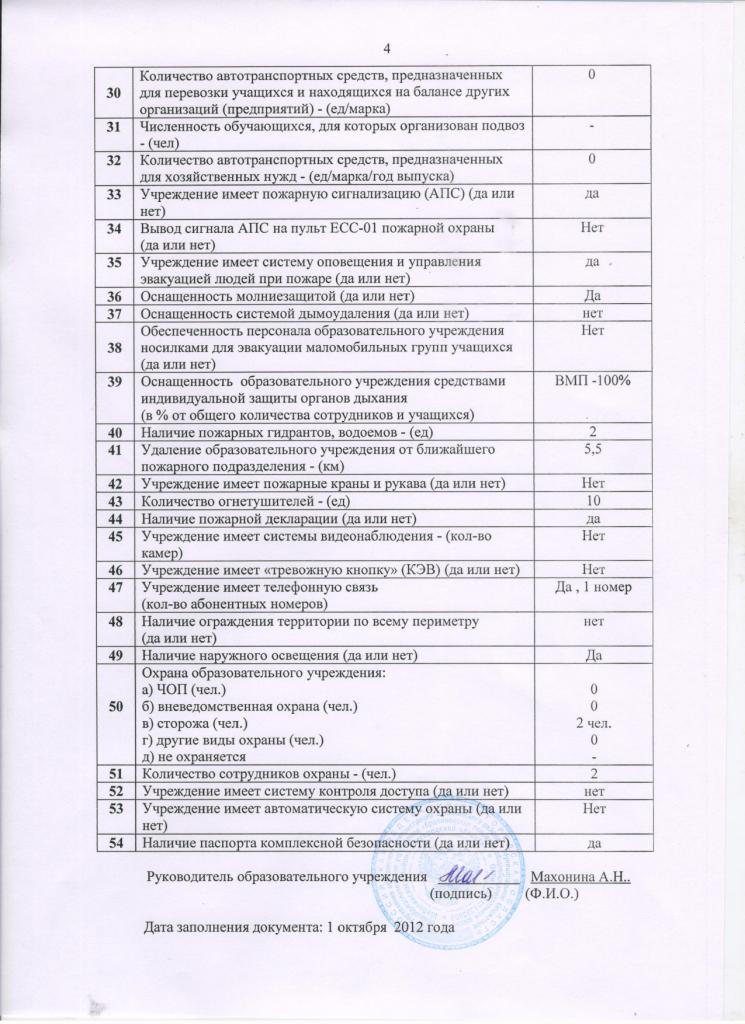 4
30 Количество автотранспортных средств, предназначенных 0
для перевозки учащихся и находящихся на балансе других
организаций (предприятий) - (ед/марка)
31 Численность обучающихся, для которых организован подвоз -
- (чел)
32 Количество автотранспортных средств, предназначенных 0
для хозяйственных нужд - (ед/марка/год выпуска)
33 Учреждение имеет пожарную сигнализацию (АПС) (да или да
нет)
34 Вывод сигнала АПС на пульт ЕСС-01 пожарной охраны Нет
(да или нет)
35 Учреждение имеет систему оповещения и управления да
эвакуацией людей при пожаре (да или нет)
36 Оснащенность молниезащитой (да или нет) Да
37 Оснащенность системой дымоудаления (да или нет) нет
38 Обеспеченность персонала образовательного учреждения Нет
носилками для эвакуации маломобильных групп учащихся
(да или нет)
39 Оснащенность образовательного учреждения средствами ВМП -100%
индивидуальной защиты органов дыхания
(в % от общего количества сотрудников и учащихся)
40 Наличие пожарных гидрантов, водоемов - (ед) 2
41 Удаление образовательного учреждения от ближайшего 5,5
пожарного подразделения - (км)
42 Учреждение имеет пожарные краны и рукава (да или нет) Нет
43 Количество огнетушителей - (ед) 10
44 Наличие пожарной декларации (да или нет) да
45 Учреждение имеет системы видеонаблюдения - (кол-во Нет
камер)
46 Учреждение имеет «тревожную кнопку» (КЭВ) (да или нет) Нет
47 Учреждение имеет телефонную связь Да , 1 номер
(кол-во абонентных номеров)
48 Наличие ограждения территории по всему периметру нет
(да или нет)
49 Наличие наружного освещения (да или нет) Да
50 Охрана образовательного учреждения:
а) ЧОП (чел.) 0
б) вневедомственная охрана (чел.) 0
в) сторожа (чел.) 2 чел.
г) другие виды охраны (чел.) 0
д) не охраняется -
51 Количество сотрудников охраны - (чел.) 2
52 Учреждение имеет систему контроля доступа (да или нет) нет
53 Учреждение имеет автоматическую систему охраны (да или Нет
нет)
54 Наличие паспорта комплексной безопасности (да или нет) да
Руководитель образовательного учреждения Махонина А.Н..
(подпись) (Ф.И.О.)
Дата заполнения документа: 1 октября 2012 года